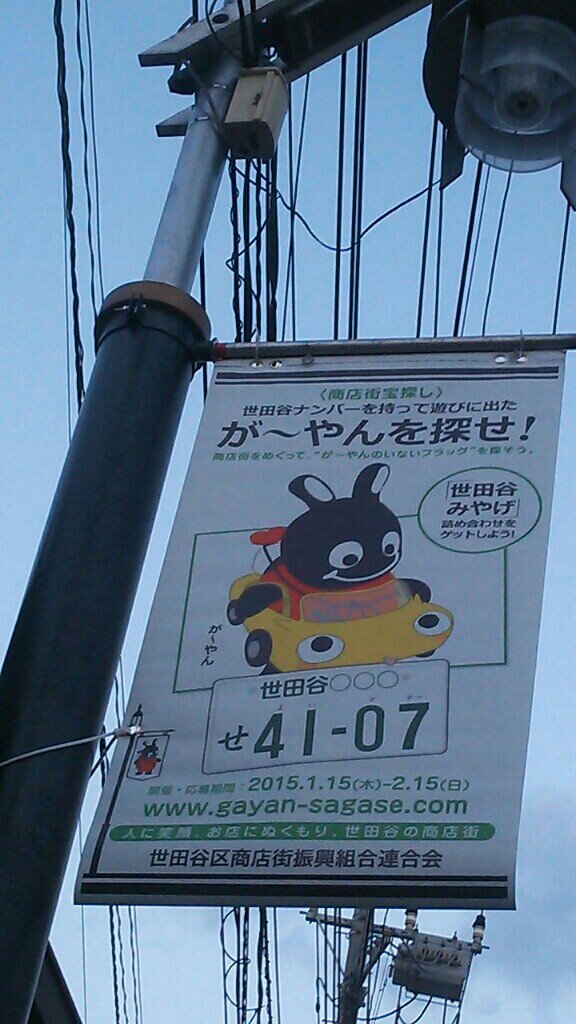 〈商店街宝探し〉
世田谷ナンバーを持って遊びに出た
が〜やんを探せ!
商店街をめぐって、"が〜やんのいないフラッグ"を探そう。
「世田谷
みやげ」
詰め合わせを
ゲットしよう!
が〜やん
世田谷○○○
よ い マ ナー
せ41-07
開催・応募期間:2015.1.15(木)-2.15(日)
www.gayan-sagase.com
人に笑顔、お店にぬくもり、世田谷の商店街
世田谷区商店街振興組合連合会